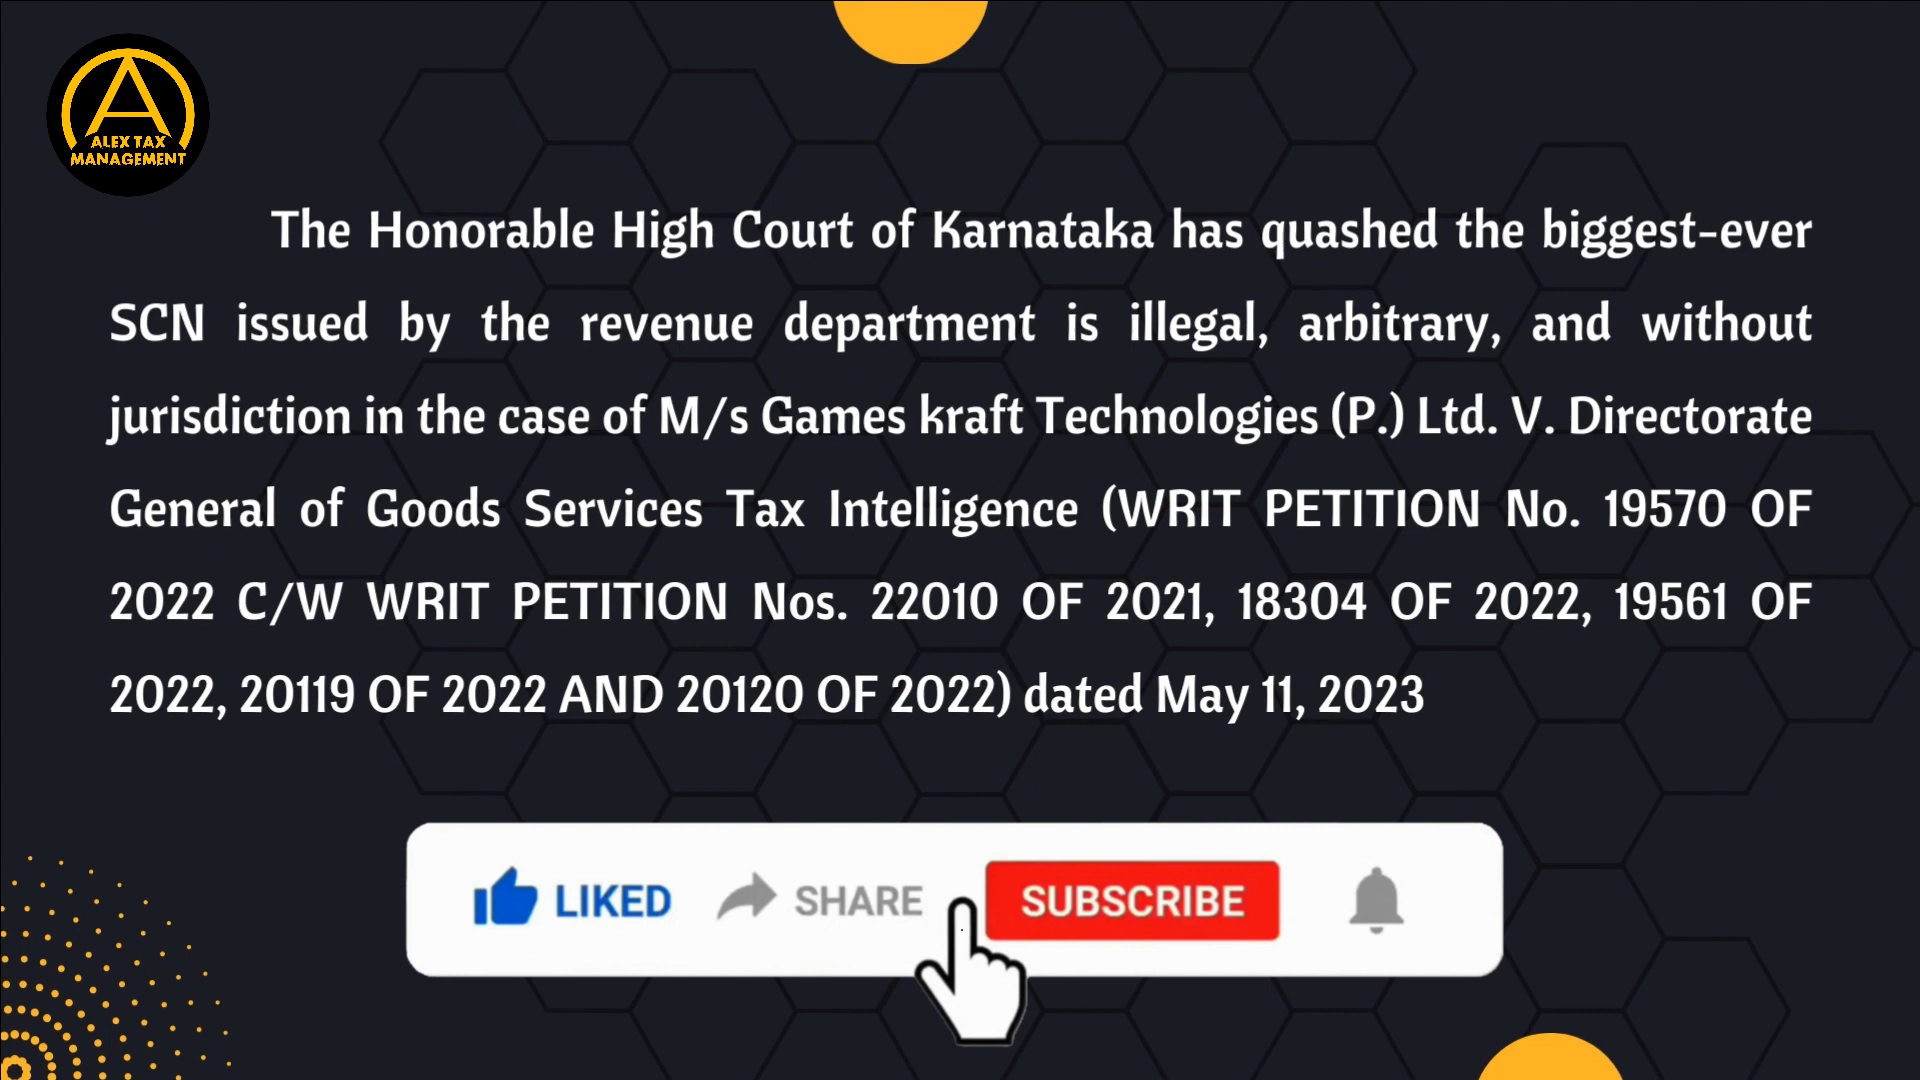 ALEX TAX
MANAGEMENT
The Honorable High Court of Karnataka has quashed the biggest-ever
SCN issued by the revenue department is illegal, arbitrary, and without
jurisdiction in the case of M/s Games kraft Technologies (P.) Ltd. V. Directorate
General of Goods Services Tax Intelligence (WRIT PETITION No. 19570 OF
2022 C/W WRIT PETITION Nos. 22010 OF 2021, 18304 OF 2022, 19561 OF
2022, 20119 OF 2022 AND 20120 OF 2022) dated May 11, 2023
LIKED SHARE SUBSCRIBE